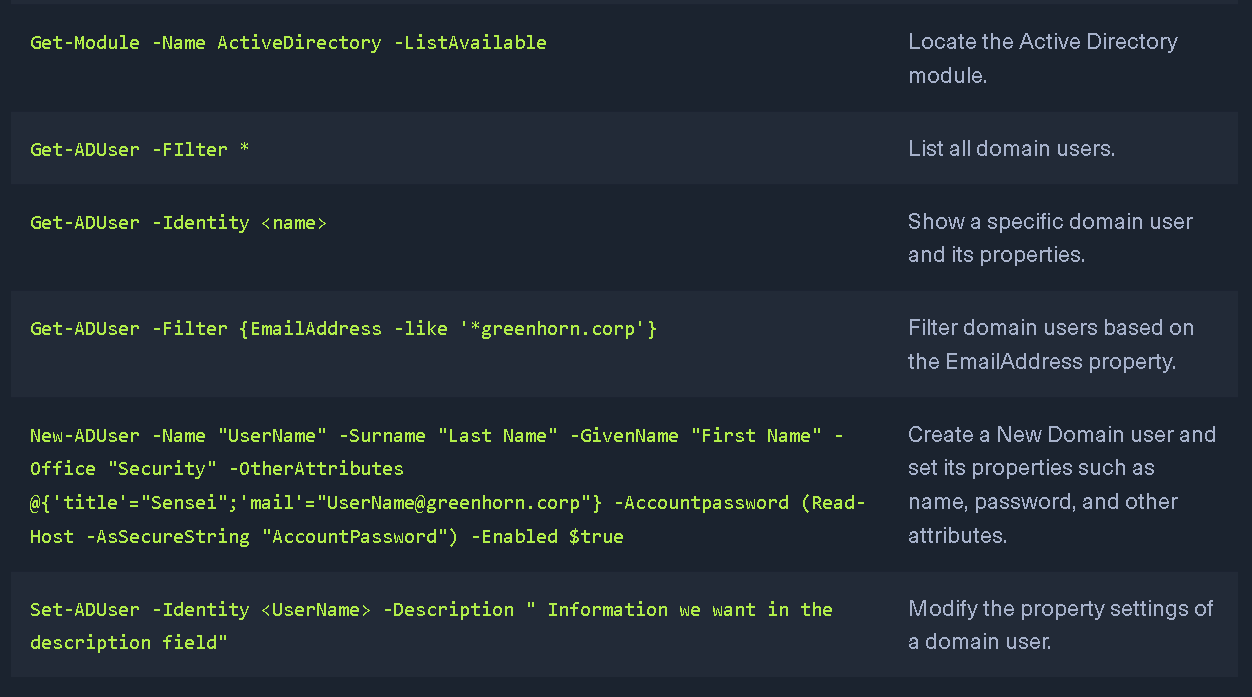 Get-Module -Name ActiveDirectory -ListAvailable
Locate the Active Directory
module.
Get-ADUser -FIlter *
List all domain users.
Get-ADUser -Identity <name>
Show a specific domain user
and its properties.
Get-ADUser -Filter {EmailAddress -like '*greenhorn.corp'}
Filter domain users based on
the EmailAddress property.
New-ADUser -Name "UserName" -Surname "Last Name" -GivenName "First Name" -
Office "Security" -OtherAttributes
@{'title'="Sensei";'mail'="UserName@greenhorn.corp"} -Accountpassword (Read-
Host -AsSecureString "AccountPassword") -Enabled $true
Create a New Domain user and
set its properties such as
name, password, and other
attributes.
Set-ADUser -Identity <UserName> -Description " Information we want in the
description field"
Modify the property settings of
a domain user.